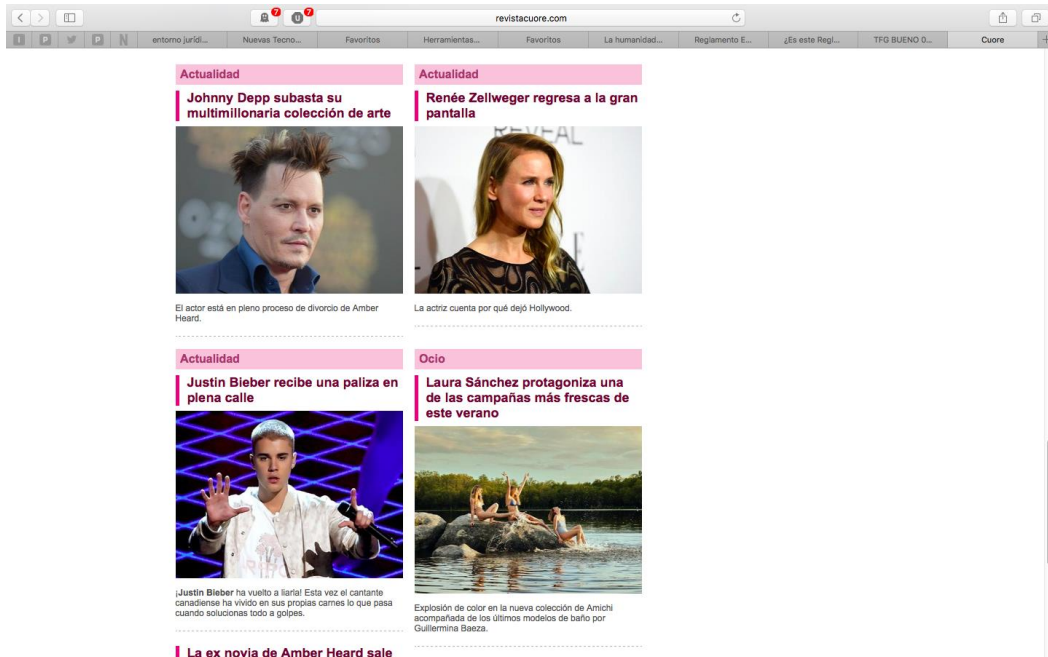 revistacuore.com
entorno jurídi...
Nuevas Tecno...
Favoritos
Herramientas...
Favoritos
La humanidad...
Reglamento E...
¿Es este Regl...
TFG BUENO 0...
Cuore
Actualidad
Johnny Depp subasta su
multimillonaria colección de arte
El actor está en pleno proceso de divorcio de Amber
Heard.
Actualidad
Renée Zellweger regresa a la gran
pantalla
REVEAL
La actriz cuenta por qué dejó Hollywood.
Actualidad
Justin Bieber recibe una paliza en
plena calle
¡Justin Bieber ha vuelto a liarla! Esta vez el cantante
canadiense ha vivido en sus propias carnes lo que pasa
cuando solucionas todo a golpes.
Ocio
Laura Sánchez protagoniza una
de las campañas más frescas de
este verano
Explosión de color en la nueva colección de Amichi
acompañada de los últimos modelos de baño por
Guillermina Baeza.
La ex novia de Amber Heard sale